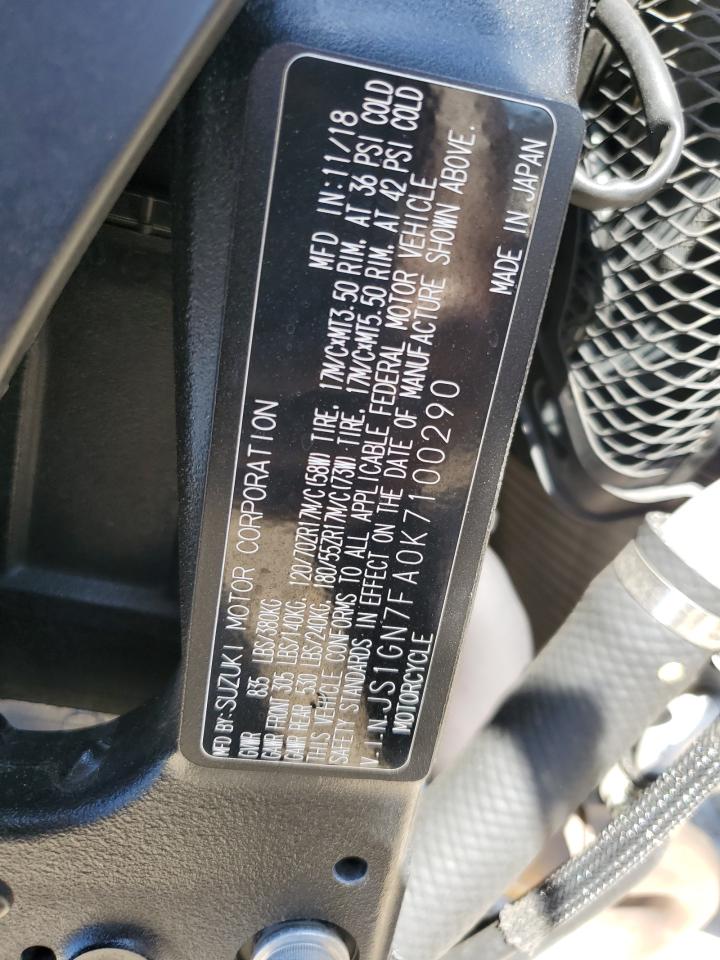 MFD BY:SUZUKI MOTOR CORPORATION
MFD IN:11/18
GVWR 835 LBS/380KG
GAWR FRONT 305 LBS/140KG, 120/70ZR17M/C(58W) TIRE, 17M/C×MT3.50 RIM, AT 36 PSI COLD
GAWR REAR 530 LBS/240KG, 180/55ZR17M/C(73W) TIRE, 17M/C×MT5.50 RIM, AT 42 PSI COLD
THIS VEHICLE CONFORMS TO ALL APPLICABLE FEDERAL MOTOR VEHICLE
SAFETY STANDARDS IN EFFECT ON THE DATE OF MANUFACTURE SHOWN ABOVE.
V.I.N.JS1GN7FA0K7100290
MOTORCYCLE
MADE IN JAPAN